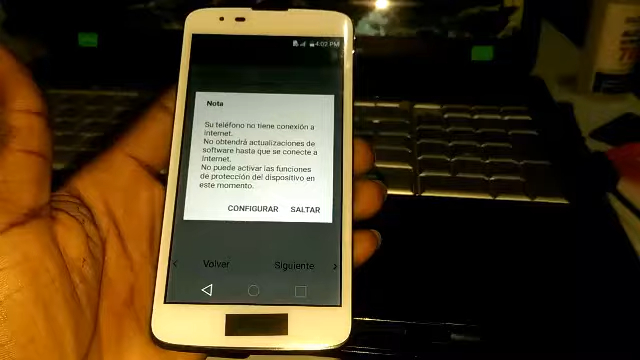 4:02 PM
Nota
Su teléfono no tiene conexión a
internet.
No obtendrá actualizaciones de
software hasta que se conecte a
Internet.
No puede activar las funciones
de protección del dispositivo en
este momento.
CONFIGURAR SALTAR
Volver Siguiente